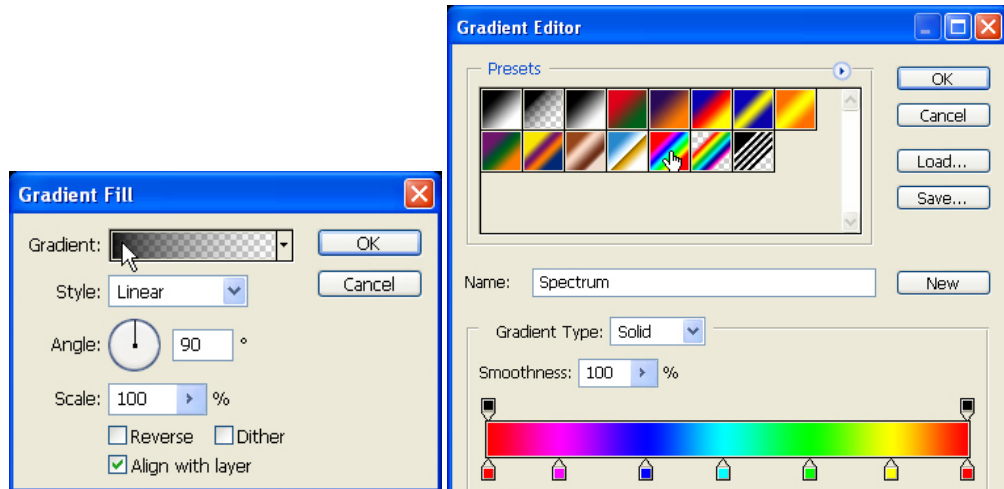 Gradient Fill
Gradient:
OK
Style: Linear
Cancel
Angle: 90 °
Scale: 100 %
Reverse Dither
Align with layer
Gradient Editor
Presets
OK
Cancel
Load...
Save...
Name: Spectrum
New
Gradient Type: Solid
Smoothness: 100 %